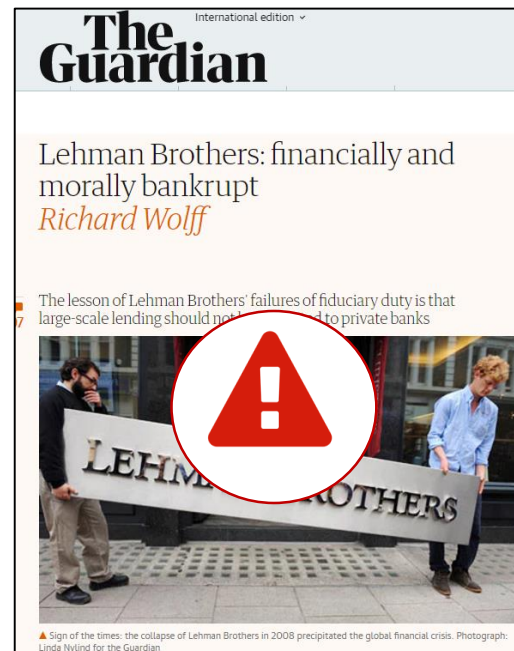 International edition
The
Guardian
Lehman Brothers: financially and
morally bankrupt
Richard Wolff
The lesson of Lehman Brothers' failures of fiduciary duty is that
large-scale lending should not to private banks
97
LEHM ROTHERS
Sign of the times: the collapse of Lehman Brothers in 2008 precipitated the global financial crisis. Photograph:
Linda Nylind for the Guardian